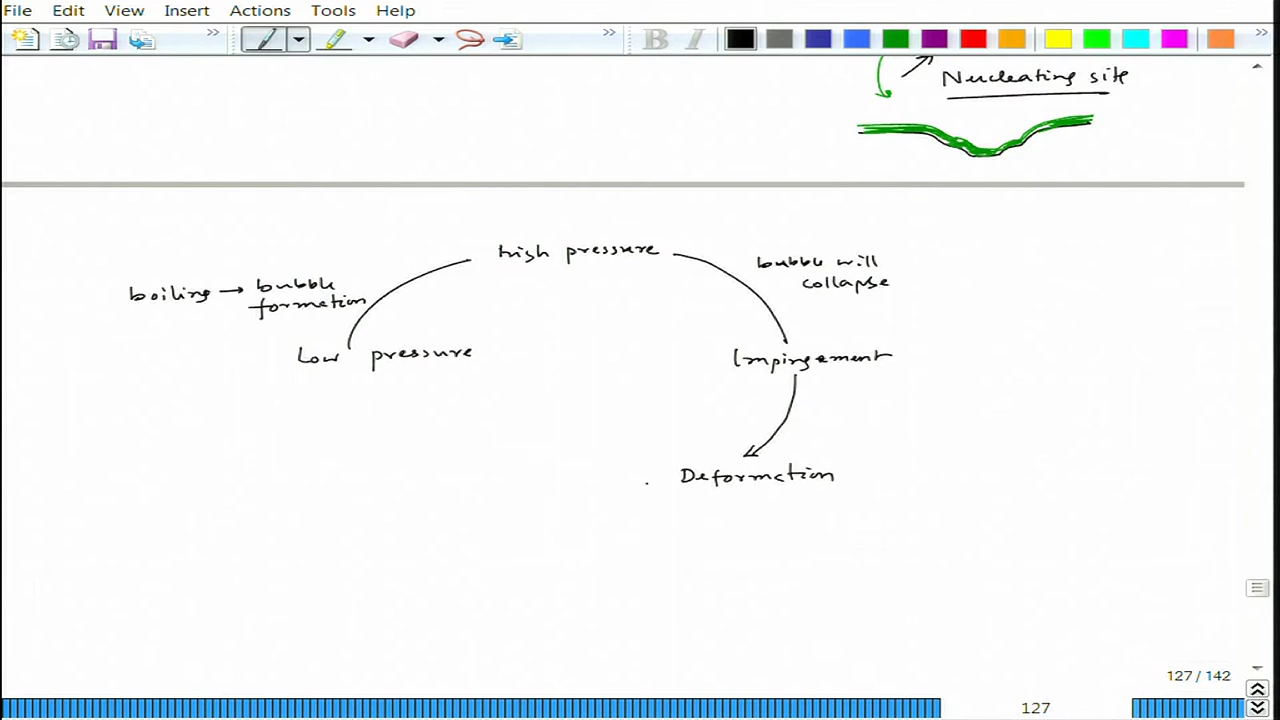 File Edit View Insert Actions Tools Help
B I
Nucleating site
high pressure
bubble will
collapse
boiling → bubble
formation
Low pressure
Impingement
Deformation
127 / 142
127